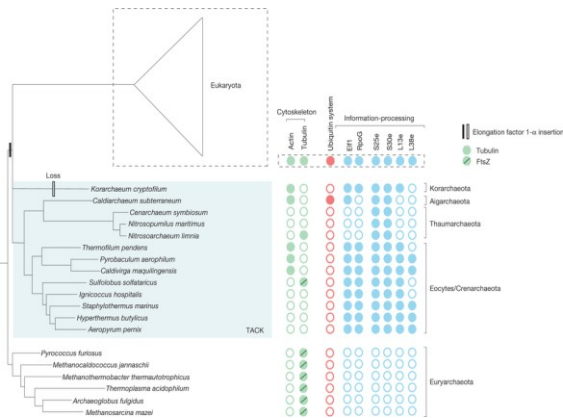 Eukaryota
Cytoskeleton
Actin
Tubulin
Ubiquitin system
Information-processing
Elf1
RpoG
S25e
S30e
L13e
L38e
Elongation factor 1-α insertion
Tubulin
FtsZ
Loss
Korarchaeum cryptofilum
Caldiarchaeum subterraneum
Cenarchaeum symbiosum
Nitrosopumilus maritimus
Nitrosoarchaeum limnia
Thermofilum pendens
Pyrobaculum aerophilum
Caldivirga maquilingensis
Sulfolobus solfataricus
Ignicoccus hospitalis
Staphylothermus marinus
Hyperthermus butylicus
Aeropyrum pernix
TACK
Korarchaeota
Aigarchaeota
Thaumarchaeota
Eocytes/Crenarchaeota
Pyrococcus furiosus
Methanocaldococcus jannaschii
Methanothermobacter thermautotrophicus
Thermoplasma acidophilum
Archaeoglobus fulgidus
Methanosarcina mazei
Euryarchaeota